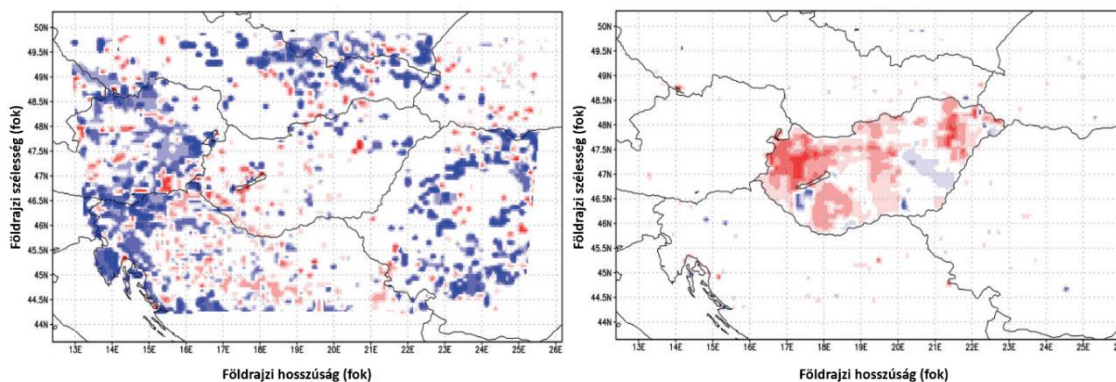 50N
49.5N
49N
48.5N
48N
47.5N
47N
46.5N
46N
45.5N
45N
44.5N
44N
Földrajzi szélesség (fok)
13E 14E 15E 16E 17E 18E 19E 20E 21E 22E 23E 24E 25E 26E
Földrajzi hosszúság (fok)
50N
49.5N
49N
48.5N
48N
47.5N
47N
46.5N
46N
45.5N
45N
44.5N
44N
Földrajzi szélesség (fok)
13E 14E 15E 16E 17E 18E 19E 20E 21E 22E 23E 24E 25E 2
Földrajzi hosszúság (fok)